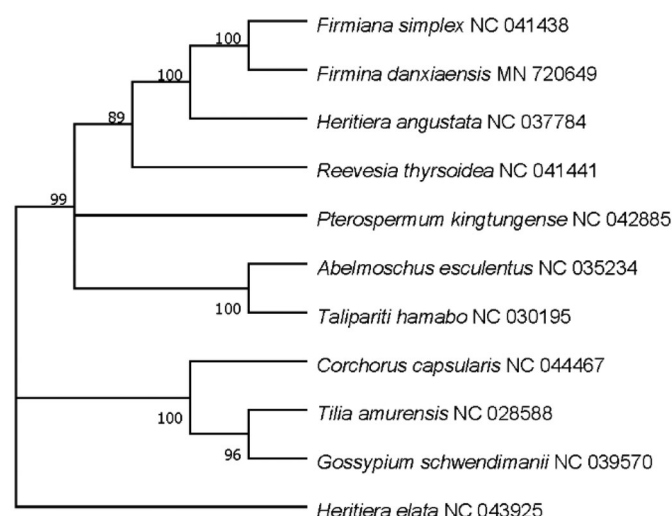 Firmiana simplex NC 041438
100
Firmina danxiaensis MN 720649
100
Heritiera angustata NC 037784
89
Reevesia thyrsoidea NC 041441
99
Pterospermum kingtungense NC 042885
Abelmoschus esculentus NC 035234
100
Talipariti hamabo NC 030195
Corchorus capsularis NC 044467
100
Tilia amurensis NC 028588
96
Gossypium schwendimanii NC 039570
Heritiera elata NC 043925